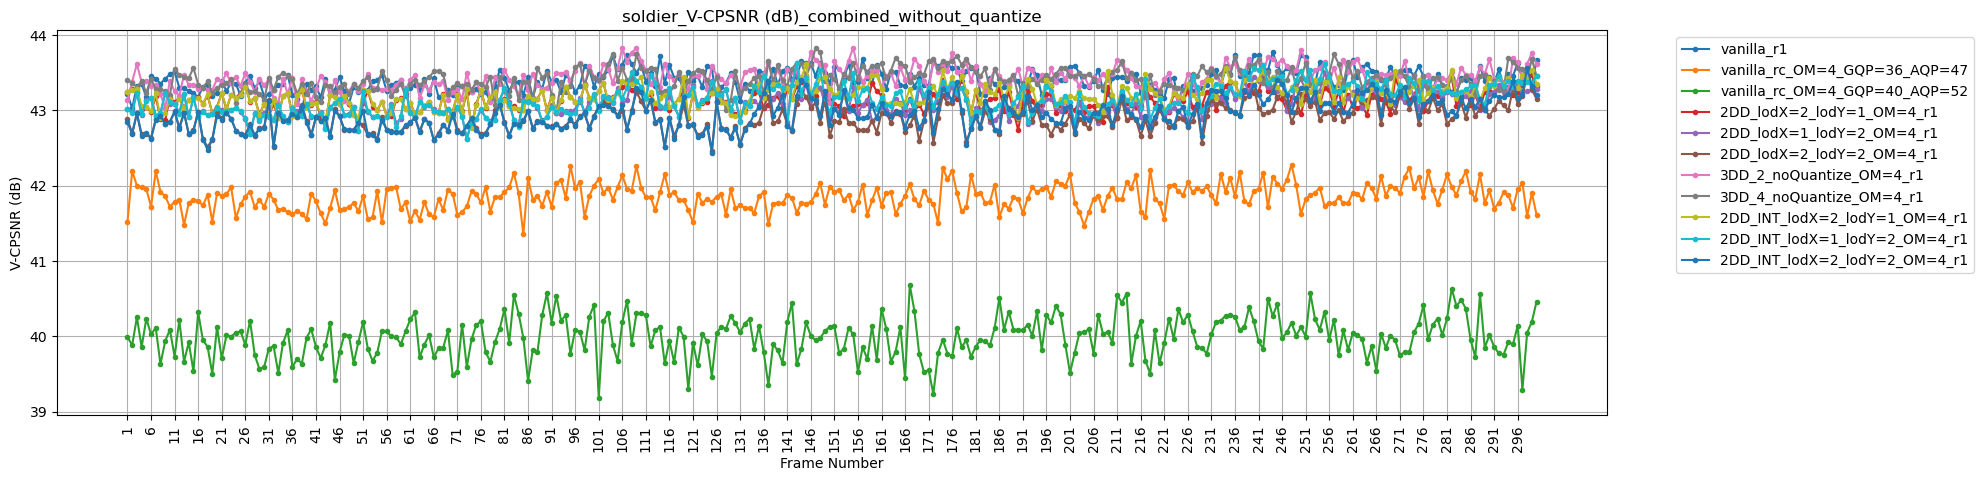 soldier_V-CPSNR (dB)_combined_without_quantize
V-CPSNR (dB)
44
43
42
41
40
39
1 6 11 16 21 26 31 36 41 46 51 56 61 66 71 76 81 86 91 96 101 106 111 116 121 126 131 136 141 146 151 156 161 166 171 176 181 186 191 196 201 206 211 216 221 226 231 236 241 246 251 256 261 266 271 276 281 286 291 296
Frame Number
vanilla_r1
vanilla_rc_OM=4_GQP=36_AQP=47
vanilla_rc_OM=4_GQP=40_AQP=52
2DD_lodX=2_lodY=1_OM=4_r1
2DD_lodX=1_lodY=2_OM=4_r1
2DD_lodX=2_lodY=2_OM=4_r1
3DD_2_noQuantize_OM=4_r1
3DD_4_noQuantize_OM=4_r1
2DD_INT_lodX=2_lodY=1_OM=4_r1
2DD_INT_lodX=1_lodY=2_OM=4_r1
2DD_INT_lodX=2_lodY=2_OM=4_r1